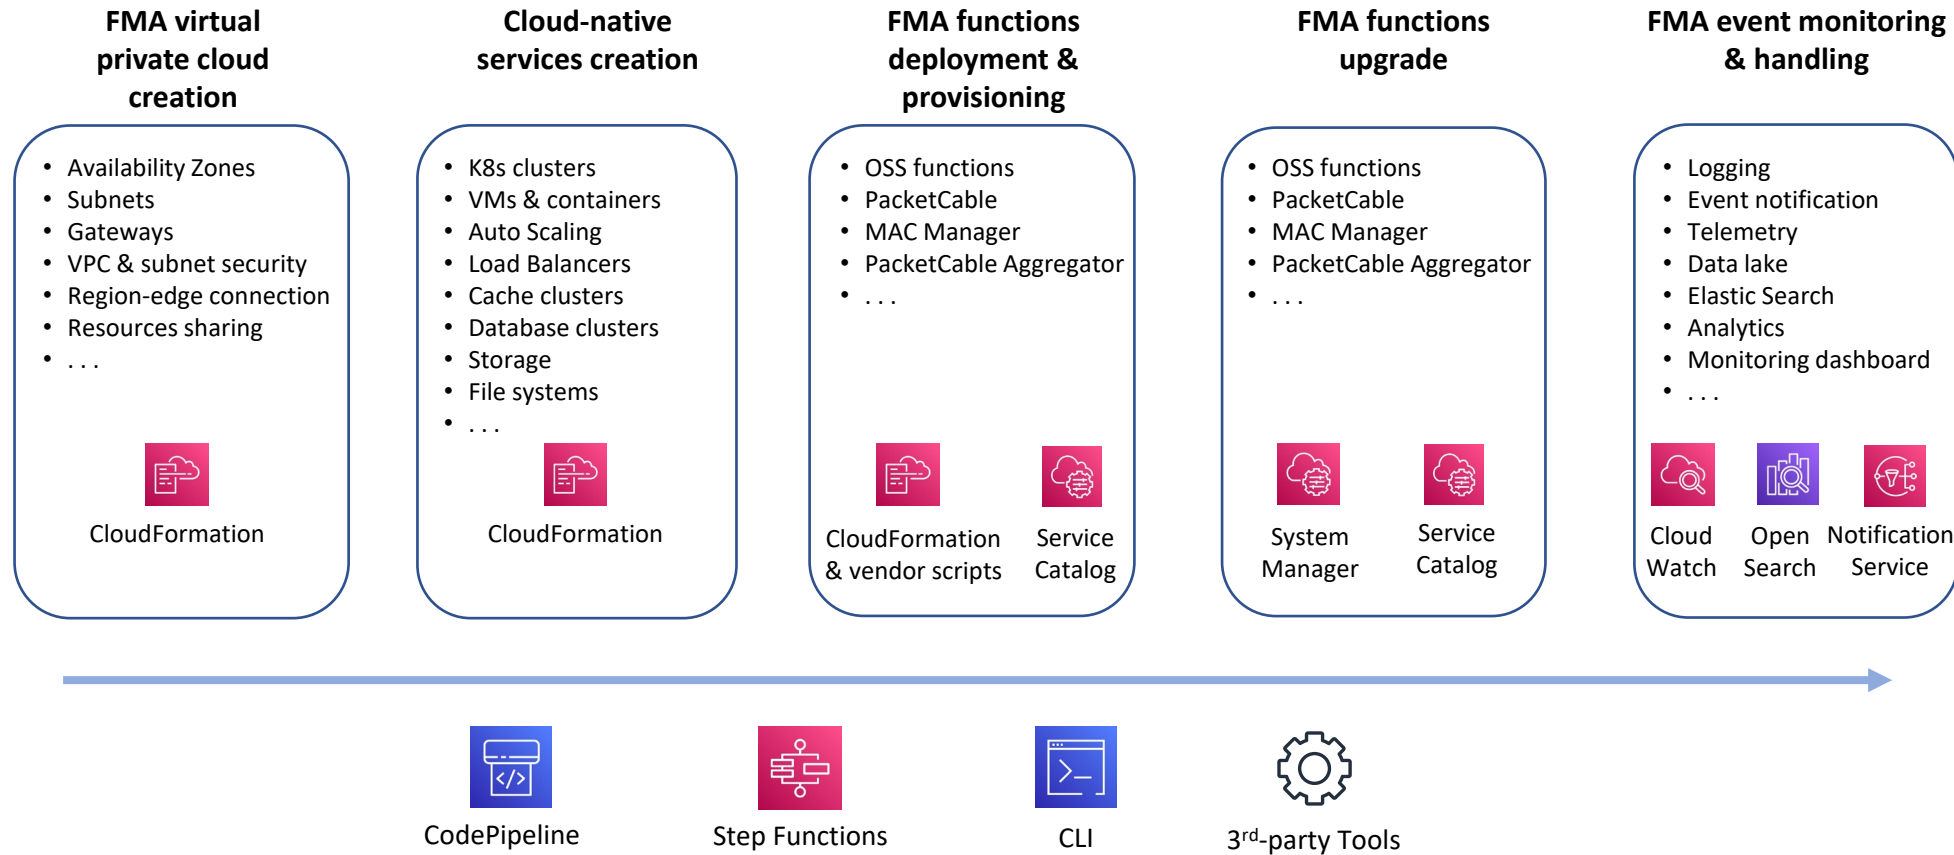 FMA virtual
private cloud
creation
Cloud-native
services creation
FMA functions
deployment &
provisioning
FMA functions
upgrade
FMA event monitoring
& handling
• Availability Zones
• Subnets
• Gateways
• VPC & subnet security
• Region-edge connection
• Resources sharing
• . . .
CloudFormation
• K8s clusters
• VMs & containers
• Auto Scaling
• Load Balancers
• Cache clusters
• Database clusters
• Storage
• File systems
• . . .
CloudFormation
• OSS functions
• PacketCable
• MAC Manager
• PacketCable Aggregator
• . . .
CloudFormation
& vendor scripts
Service
Catalog
• OSS functions
• PacketCable
• MAC Manager
• PacketCable Aggregator
• . . .
System
Manager
Service
Catalog
• Logging
• Event notification
• Telemetry
• Data lake
• Elastic Search
• Analytics
• Monitoring dashboard
• . . .
Cloud
Watch
Open
Search
Notification
Service
CodePipeline
Step Functions
CLI
3rd-party Tools